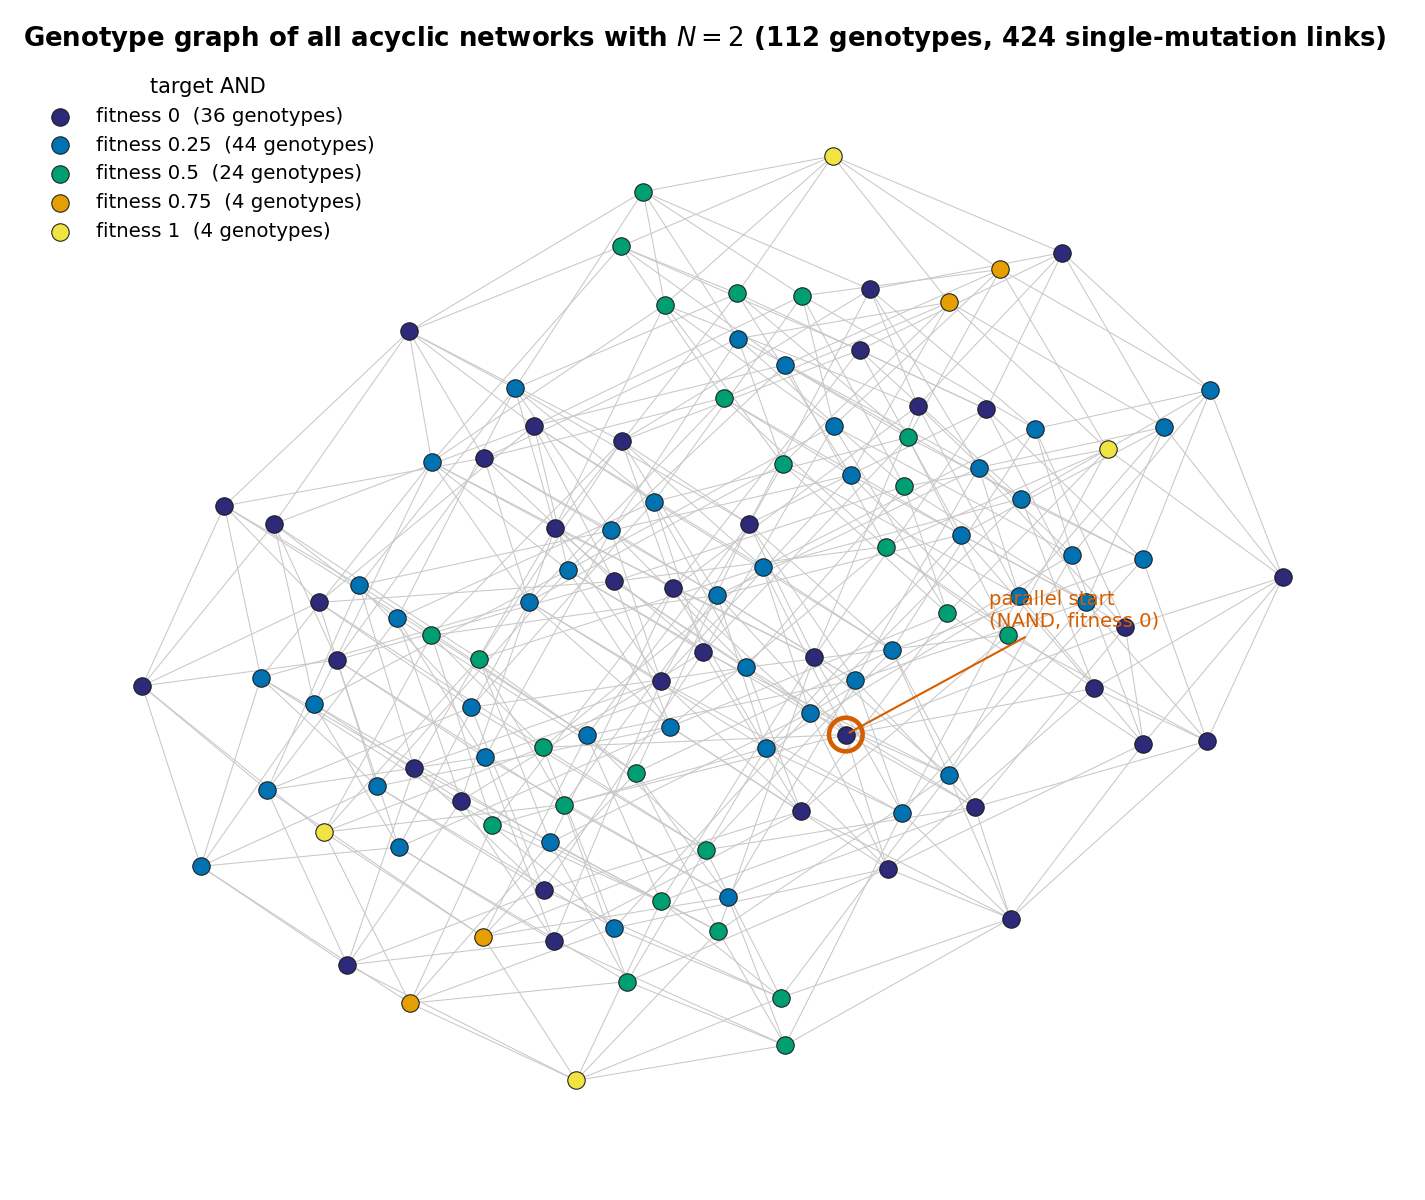 Genotype graph of all acyclic networks with N = 2 (112 genotypes, 424 single-mutation links)
target AND
fitness 0  (36 genotypes)
fitness 0.25  (44 genotypes)
fitness 0.5  (24 genotypes)
fitness 0.75  (4 genotypes)
fitness 1  (4 genotypes)
parallel start
(NAND, fitness 0)